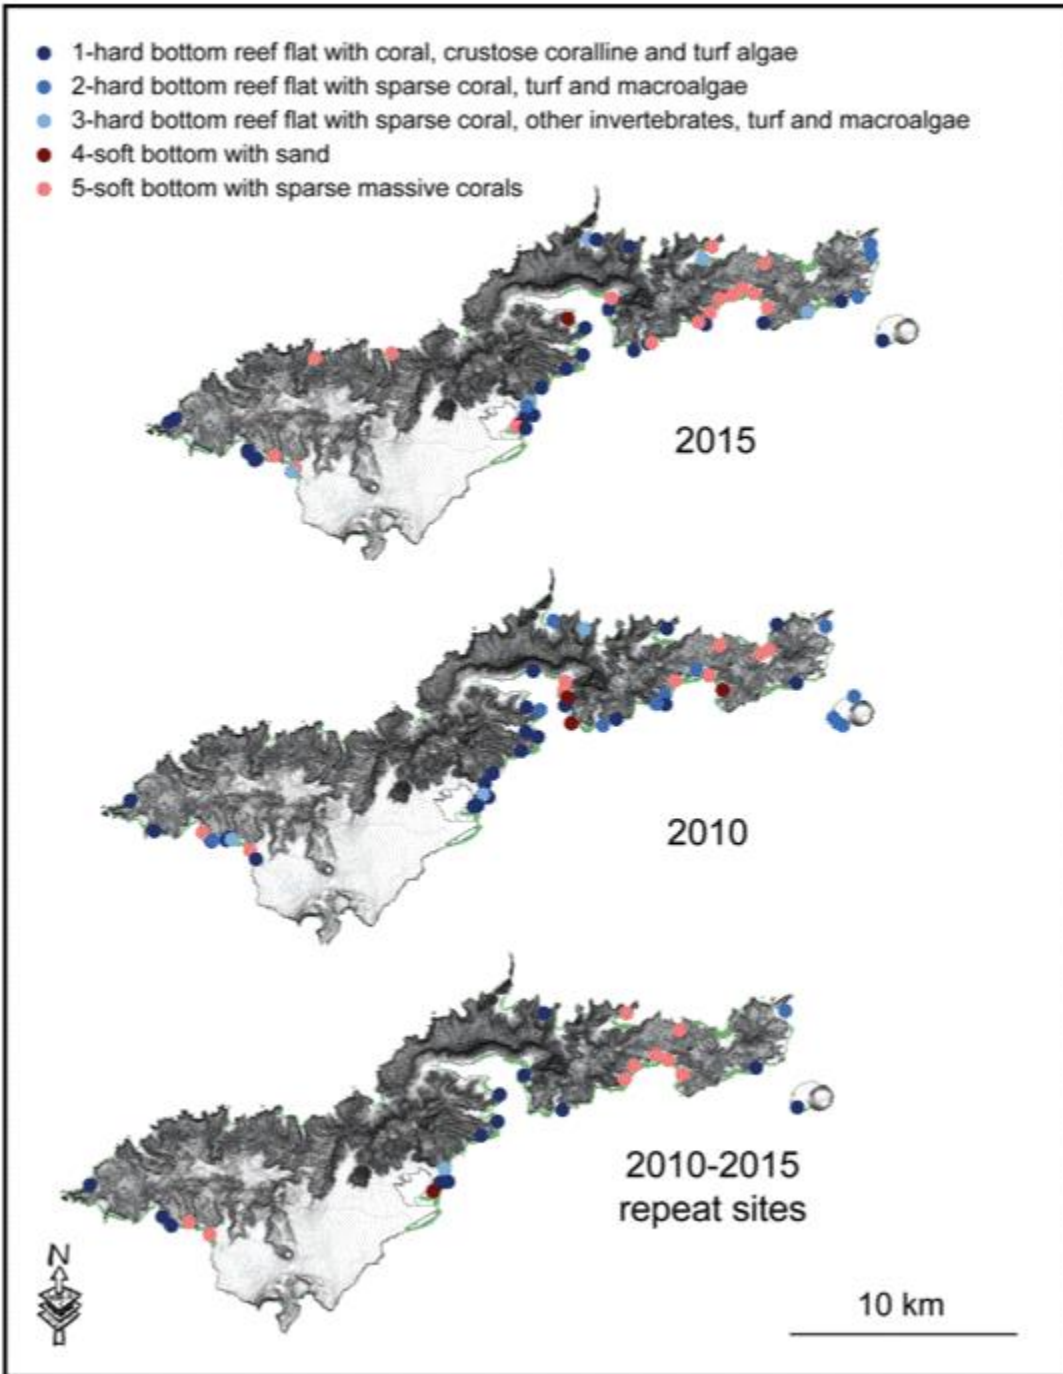 1-hard bottom reef flat with coral, crustose coralline and turf algae
2-hard bottom reef flat with sparse coral, turf and macroalgae
3-hard bottom reef flat with sparse coral, other invertebrates, turf and macroalgae
4-soft bottom with sand
5-soft bottom with sparse massive corals
2015
2010
2010-2015
repeat sites
N
10 km